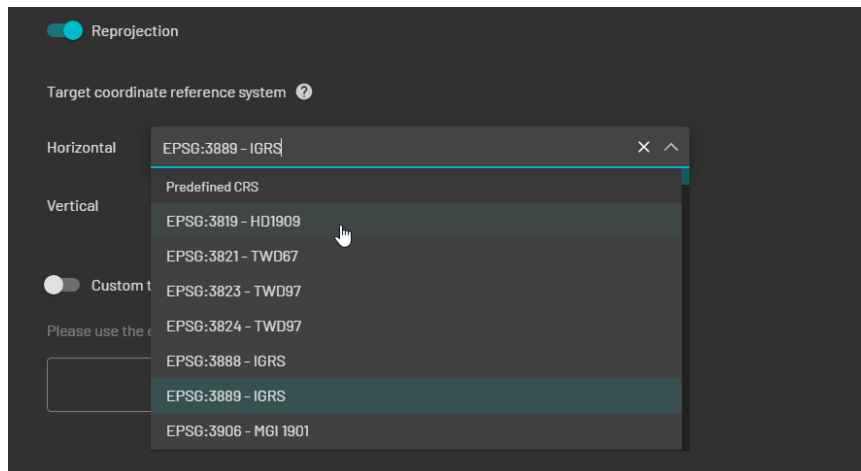 Reprojection
Target coordinate reference system ?
Horizontal EPSG:3889 - IGRS
Predefined CRS
Vertical
EPSG:3819 - HD1909
EPSG:3821 - TWD67
Custom t
EPSG:3823 - TWD97
Please use the
EPSG:3824 - TWD97
EPSG:3888 - IGRS
EPSG:3889 - IGRS
EPSG:3906 - MGI 1901